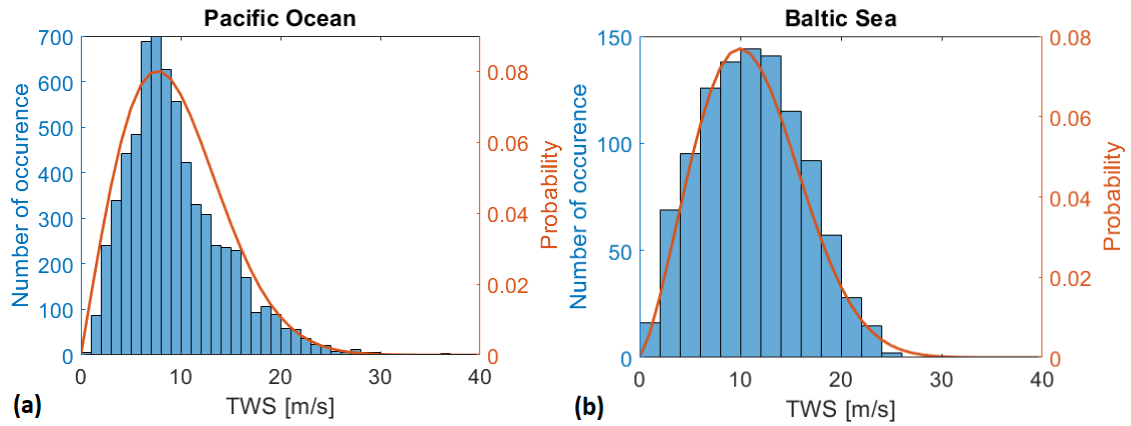 Pacific Ocean
700
600
500
400
300
200
100
0
Number of occurence
0.08
0.06
0.04
0.02
0
Probability
0 10 20 30 40
TWS [m/s]
(a)
Baltic Sea
150
100
50
0
Number of occurence
0.08
0.06
0.04
0.02
0
Probability
0 10 20 30 40
TWS [m/s]
(b)